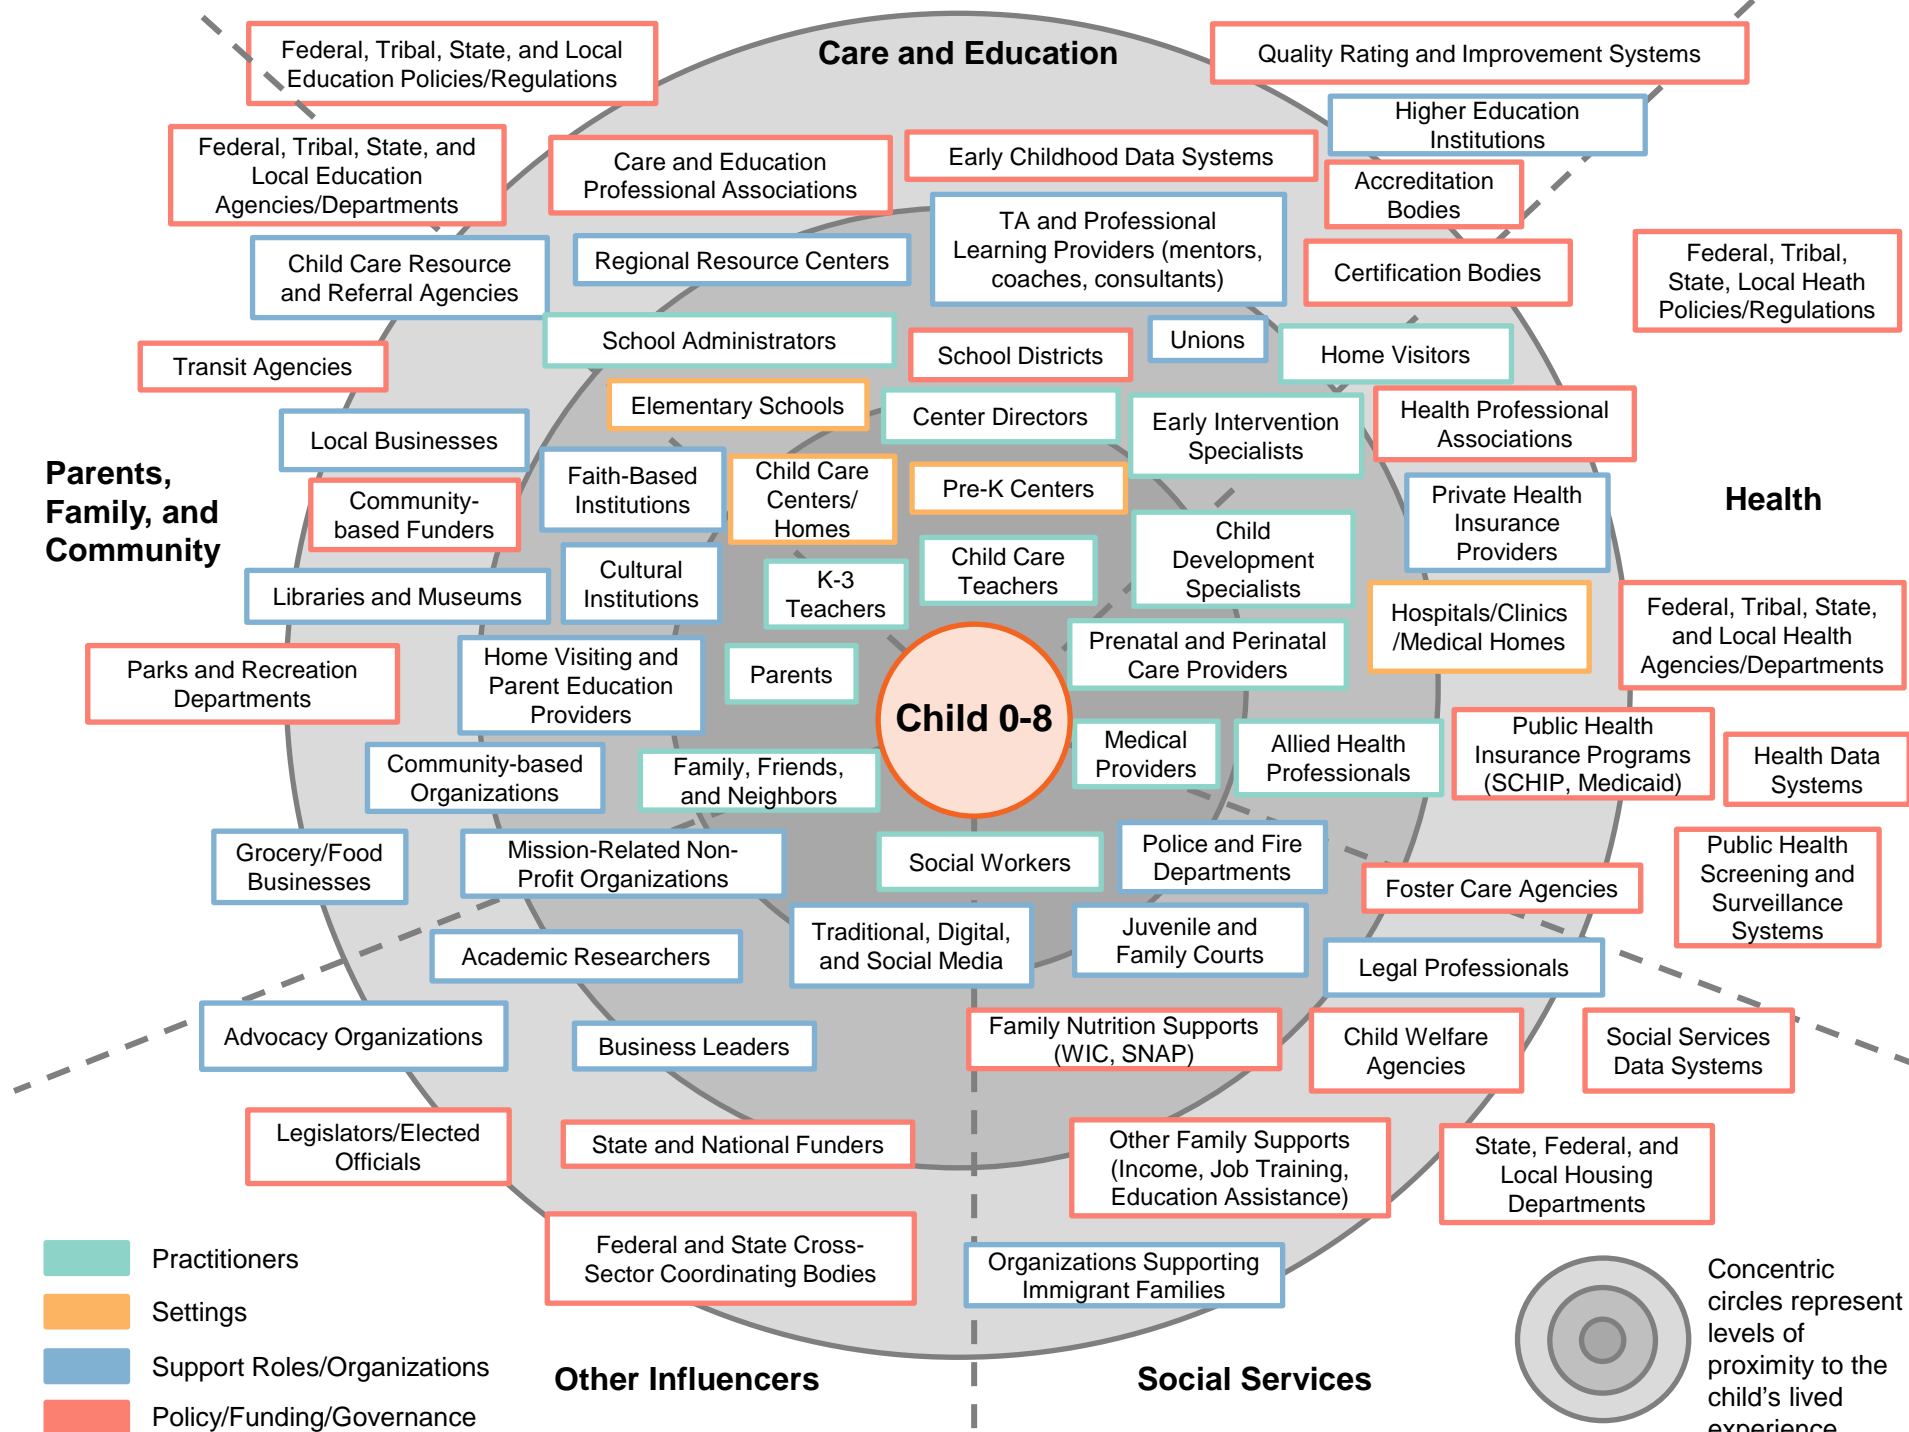 Care and Education
Federal, Tribal, State, and Local
Education Policies/Regulations
Quality Rating and Improvement Systems
Higher Education
Institutions
Federal, Tribal, State, and
Local Education
Agencies/Departments
Care and Education
Professional Associations
Early Childhood Data Systems
Accreditation
Bodies
Child Care Resource
and Referral Agencies
Regional Resource Centers
TA and Professional
Learning Providers (mentors,
coaches, consultants)
Certification Bodies
Federal, Tribal,
State, Local Heath
Policies/Regulations
Transit Agencies
School Administrators
School Districts
Unions
Home Visitors
Local Businesses
Elementary Schools
Center Directors
Early Intervention
Specialists
Health Professional
Associations
Parents,
Family, and
Community
Community-
based Funders
Faith-Based
Institutions
Child Care
Centers/
Homes
Pre-K Centers
Private Health
Insurance
Providers
Health
Libraries and Museums
Cultural
Institutions
K-3
Teachers
Child Care
Teachers
Child
Development
Specialists
Hospitals/Clinics
/Medical Homes
Federal, Tribal, State,
and Local Health
Agencies/Departments
Parks and Recreation
Departments
Home Visiting and
Parent Education
Providers
Parents
Child 0-8
Prenatal and Perinatal
Care Providers
Community-based
Organizations
Family, Friends,
and Neighbors
Medical
Providers
Allied Health
Professionals
Public Health
Insurance Programs
(SCHIP, Medicaid)
Health Data
Systems
Grocery/Food
Businesses
Mission-Related Non-
Profit Organizations
Social Workers
Police and Fire
Departments
Foster Care Agencies
Public Health
Screening and
Surveillance
Systems
Academic Researchers
Traditional, Digital,
and Social Media
Juvenile and
Family Courts
Legal Professionals
Advocacy Organizations
Business Leaders
Family Nutrition Supports
(WIC, SNAP)
Child Welfare
Agencies
Social Services
Data Systems
Legislators/Elected
Officials
State and National Funders
Other Family Supports
(Income, Job Training,
Education Assistance)
State, Federal, and
Local Housing
Departments
Federal and State Cross-
Sector Coordinating Bodies
Organizations Supporting
Immigrant Families
Other Influencers
Social Services
Practitioners
Settings
Support Roles/Organizations
Policy/Funding/Governance
Concentric
circles represent
levels of
proximity to the
child's lived
experience